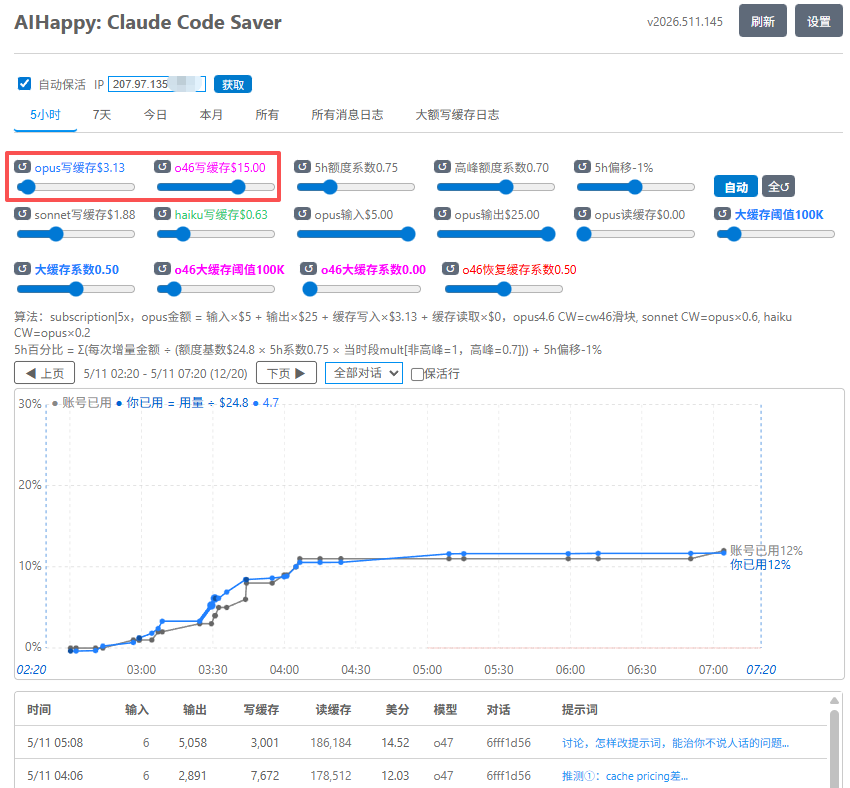 AIHappy: Claude Code Saver v2026.511.145 刷新 设置
自动保活 IP 207.97.135 获取
5小时 7天 今日 本月 所有 所有消息日志 大额写缓存日志
opus写缓存$3.13 o46写缓存$15.00 5h额度系数0.75 高峰额度系数0.70 5h偏移-1%
自动 全↺
sonnet写缓存$1.88 haiku写缓存$0.63 opus输入$5.00 opus输出$25.00 opus读缓存$0.00 大缓存阈值100K
大缓存系数0.50 o46大缓存阈值100K o46大缓存系数0.00 o46恢复缓存系数0.50
算法：subscription|5x，opus金额 = 输入×$5 + 输出×$25 + 缓存写入×$3.13 + 缓存读取×$0，opus4.6 CW=cw46滑块, sonnet CW=opus×0.6, haiku
CW=opus×0.2
5h百分比 = Σ(每次增量金额 ÷ (额度基数$24.8 × 5h系数0.75 × 当时段mult[非高峰=1，高峰=0.7])) + 5h偏移-1%
◀ 上页 5/11 02:20 - 5/11 07:20 (12/20) 下页 ▶ 全部对话 保活行
30% 账号已用 你已用 = 用量 ÷ $24.8 4.7
20%
10%
账号已用12%
你已用12%
0%
02:20 03:00 03:30 04:00 04:30 05:00 05:30 06:00 06:30 07:00 07:20
时间 输入 输出 写缓存 读缓存 美分 模型 对话 提示词
5/11 05:08 6 5,058 3,001 186,184 14.52 o47 6fff1d56 讨论，怎样改提示词，能治你不说人话的问题...
5/11 04:06 6 2,891 7,672 178,512 12.03 o47 6fff1d56 推测①：cache pricing差...